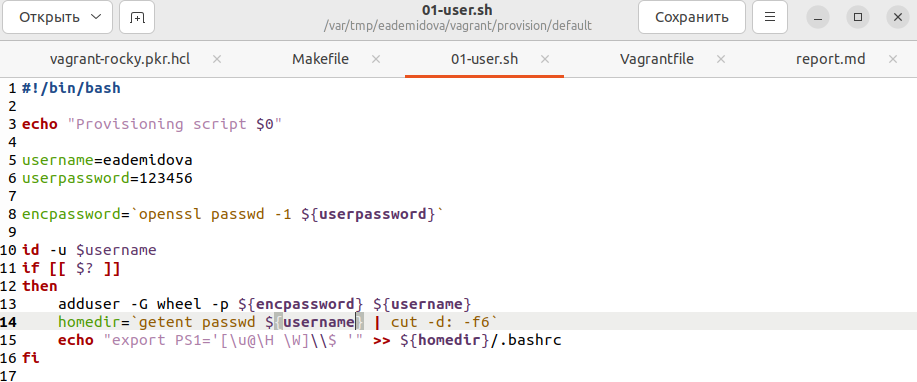 Открыть
01-user.sh
/var/tmp/eademidova/vagrant/provision/default
Сохранить
vagrant-rocky.pkr.hcl
Makefile
01-user.sh
Vagrantfile
report.md
1 #!/bin/bash
2
3 echo "Provisioning script $0"
4
5 username=eademidova
6 userpassword=123456
7
8 encpassword=`openssl passwd -1 ${userpassword}`
9
10 id -u $username
11 if [[ $? ]]
12 then
13     adduser -G wheel -p ${encpassword} ${username}
14     homedir=`getent passwd ${username} | cut -d: -f6`
15     echo "export PS1='[\u@\H \W]\\$ '" >> ${homedir}/.bashrc
16 fi
17